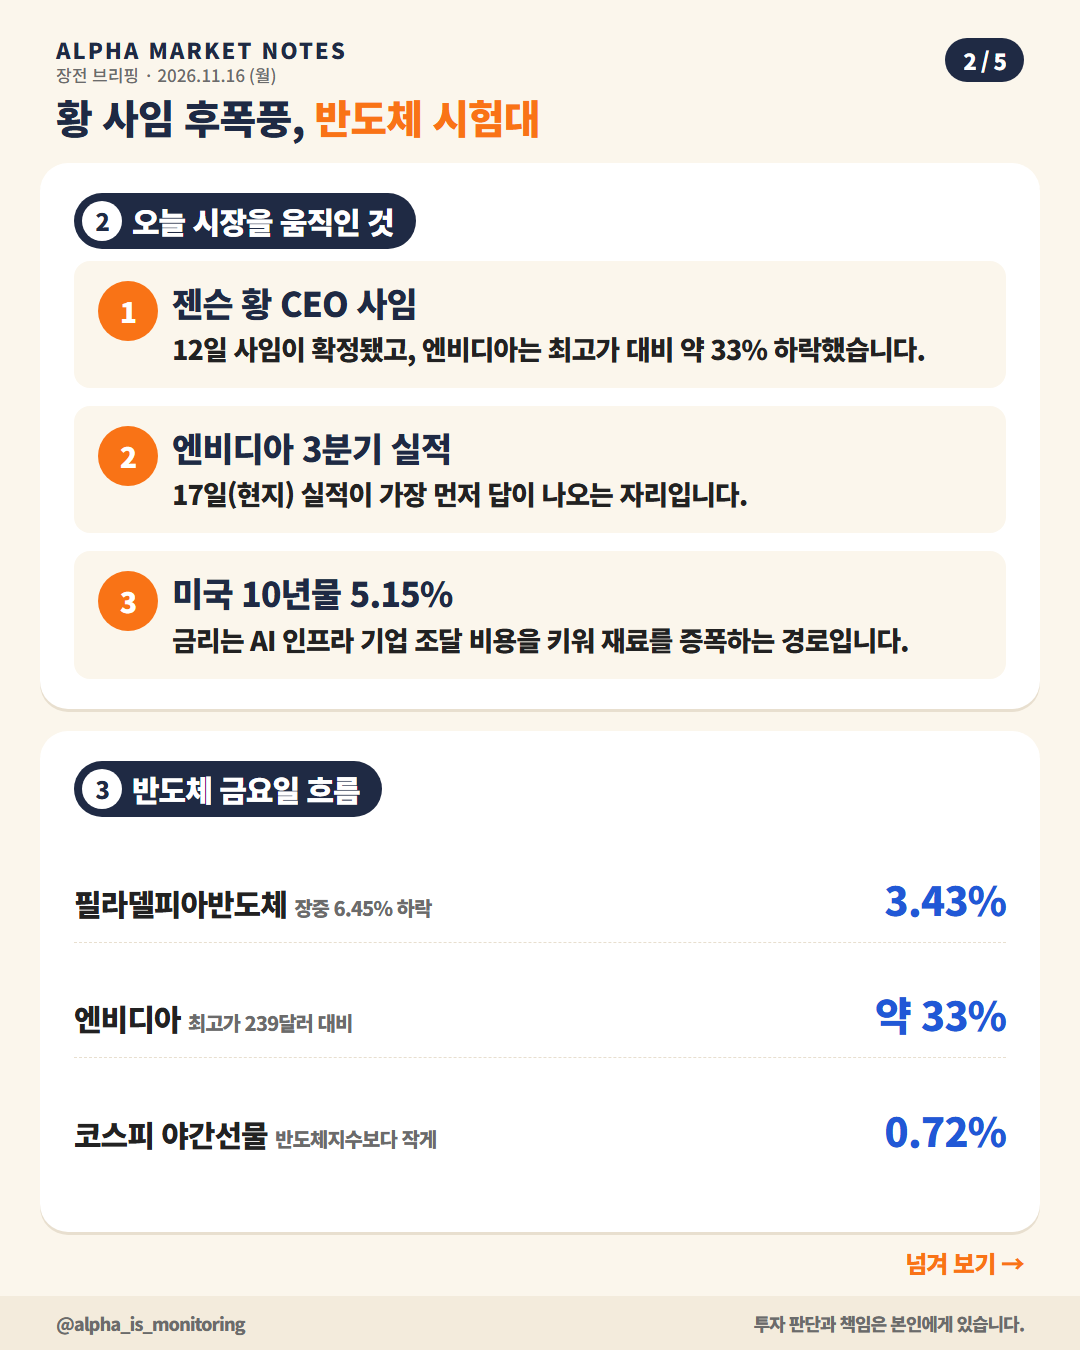 ALPHA MARKET NOTES
장전 브리핑 · 2026.11.16 (월)
2 / 5
황 사임 후폭풍, 반도체 시험대
2 오늘 시장을 움직인 것
1 젠슨 황 CEO 사임
12일 사임이 확정됐고, 엔비디아는 최고가 대비 약 33% 하락했습니다.
2 엔비디아 3분기 실적
17일(현지) 실적이 가장 먼저 답이 나오는 자리입니다.
3 미국 10년물 5.15%
금리는 AI 인프라 기업 조달 비용을 키워 재료를 증폭하는 경로입니다.
3 반도체 금요일 흐름
필라델피아반도체 장중 6.45% 하락 3.43%
엔비디아 최고가 239달러 대비 약 33%
코스피 야간선물 반도체지수보다 작게 0.72%
넘겨 보기 →
@alpha_is_monitoring 투자 판단과 책임은 본인에게 있습니다.